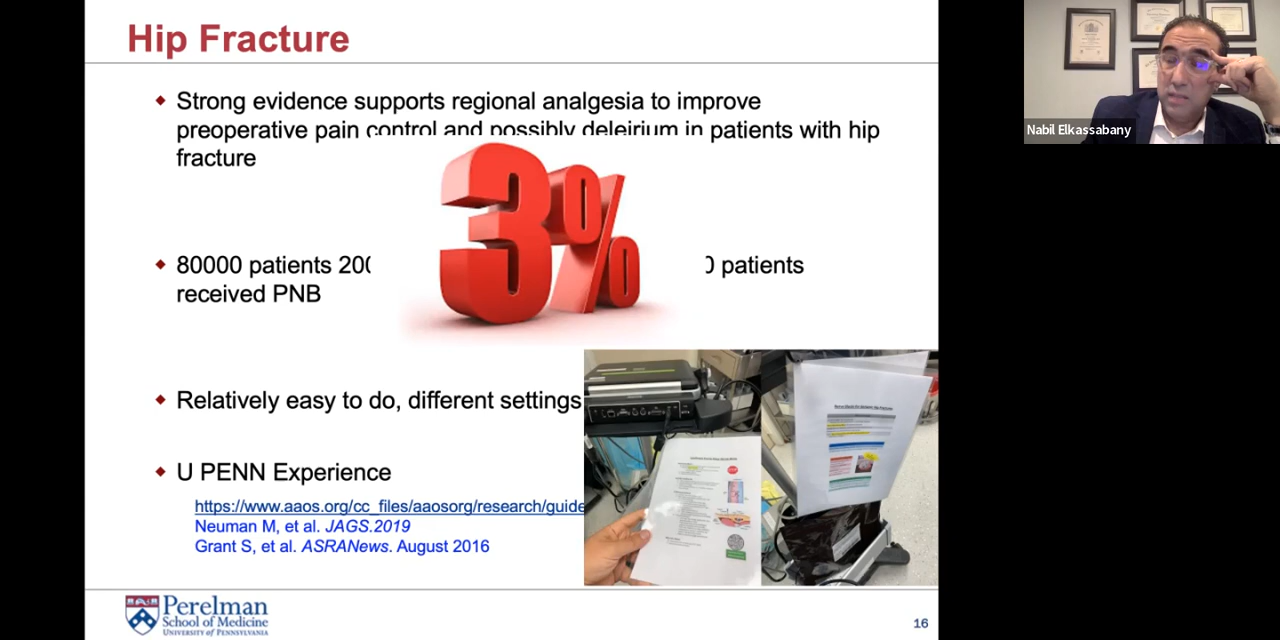 Hip Fracture
Strong evidence supports regional analgesia to improve
preoperative pain control and possibly deleirium in patients with hip
fracture
3%
80000 patients
patients
received PNB
Relatively easy to do, different settings
U PENN Experience
https://www.aaos.org/cc_files/aaosorg/research/guide
Neuman M, et al. JAGS.2019
Grant S, et al. ASRANews. August 2016
Perelman
School of Medicine
UNIVERSITY of PENNSYLVANIA
16
Nabil Elkassabany